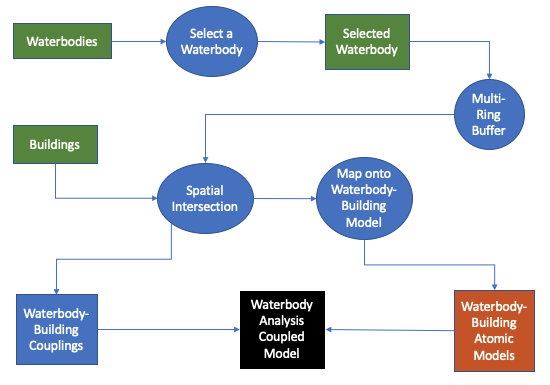 Waterbodies
Select a
Waterbody
Selected
Waterbody
Multi-
Ring
Buffer
Buildings
Spatial
Intersection
Map onto
Waterbody-
Building
Model
Waterbody-
Building
Couplings
Waterbody
Analysis
Coupled
Model
Waterbody-
Building
Atomic
Models